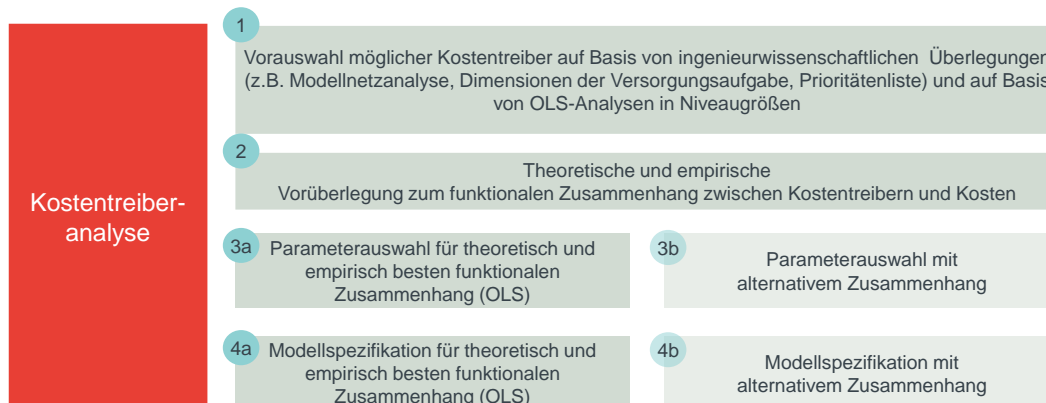 Kostentreiber-
analyse
1
Vorauswahl möglicher Kostentreiber auf Basis von ingenieurwissenschaftlichen Überlegungen
(z.B. Modellnetzanalyse, Dimensionen der Versorgungsaufgabe, Prioritätenliste) und auf Basis
von OLS-Analysen in Niveaugrößen
2
Theoretische und empirische
Vorüberlegung zum funktionalen Zusammenhang zwischen Kostentreibern und Kosten
3a
Parameterauswahl für theoretisch und
empirisch besten funktionalen
Zusammenhang (OLS)
3b
Parameterauswahl mit
alternativem Zusammenhang
4a
Modellspezifikation für theoretisch und
empirisch besten funktionalen
Zusammenhang (OLS)
4b
Modellspezifikation mit
alternativem Zusammenhang